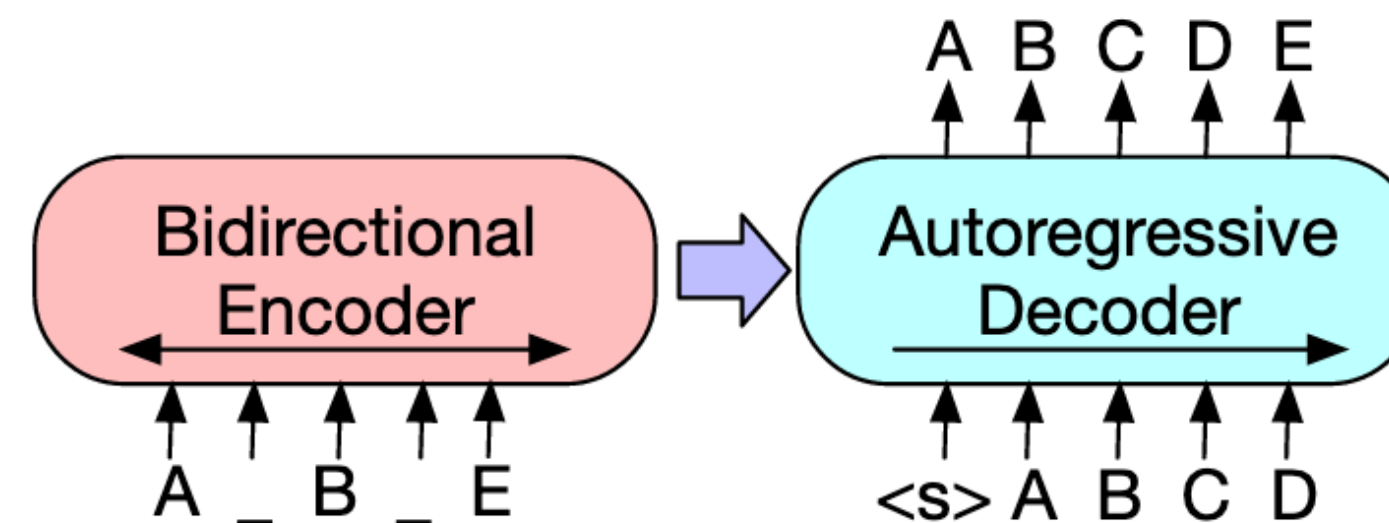 A B C D E
Bidirectional
Encoder
Autoregressive
Decoder
A _ B _ E
<s> A B C D